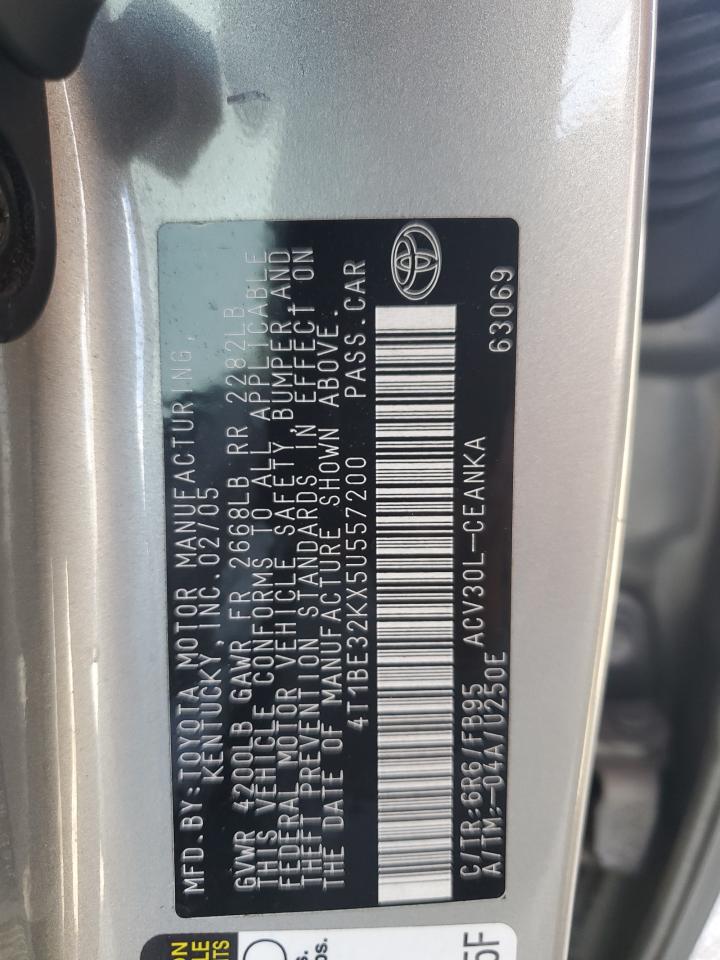 MFD.BY:TOYOTA MOTOR MANUFACTURING,
KENTUCKY, INC. 02/05
GVWR 4200LB GAWR FR 2668LB RR 2282LB
THIS VEHICLE CONFORMS TO ALL APPLICABLE
FEDERAL MOTOR VEHICLE SAFETY, BUMPER, AND
THEFT PREVENTION STANDARDS IN EFFECT ON
THE DATE OF MANUFACTURE SHOWN ABOVE.
4T1BE32KX5U557200 PASS.CAR
C/TR:6R6/FB95 ACV30L-CEANKA 63069
A/TM:-04A/U250E